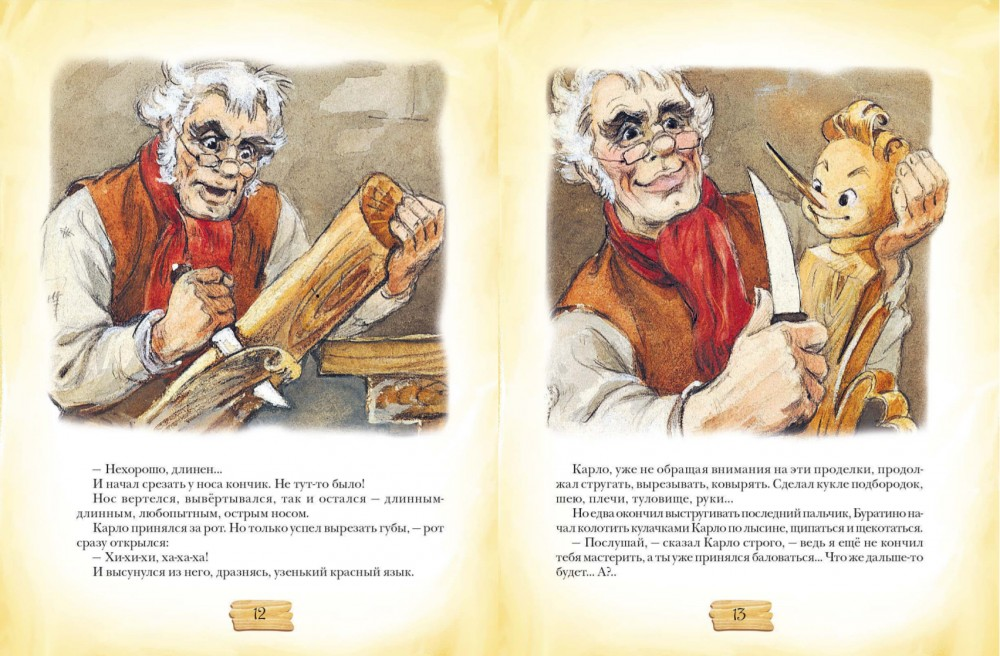 — Нехорошо, длинен...
И начал срезать у носа кончик. Не тут-то было!
Нос вертелся, вывёртывался, так и остался — длинным-
длинным, любопытным, острым носом.
Карло принялся за рот. Но только успел вырезать губы, — рот
сразу открылся:
— Хи-хи-хи, ха-ха-ха!
И высунулся из него, дразнясь, узенький красный язык.
12
Карло, уже не обращая внимания на эти проделки, продол-
жал стругать, вырезывать, ковырять. Сделал кукле подбородок,
шею, плечи, туловище, руки...
Но едва окончил выстругивать последний пальчик, Буратино на-
чал колотить кулачками Карло по лысине, щипаться и щекотаться.
— Послушай, — сказал Карло строго, — ведь я ещё не кончил
тебя мастерить, а ты уже принялся баловаться... Что же дальше-то
будет... А?..
13